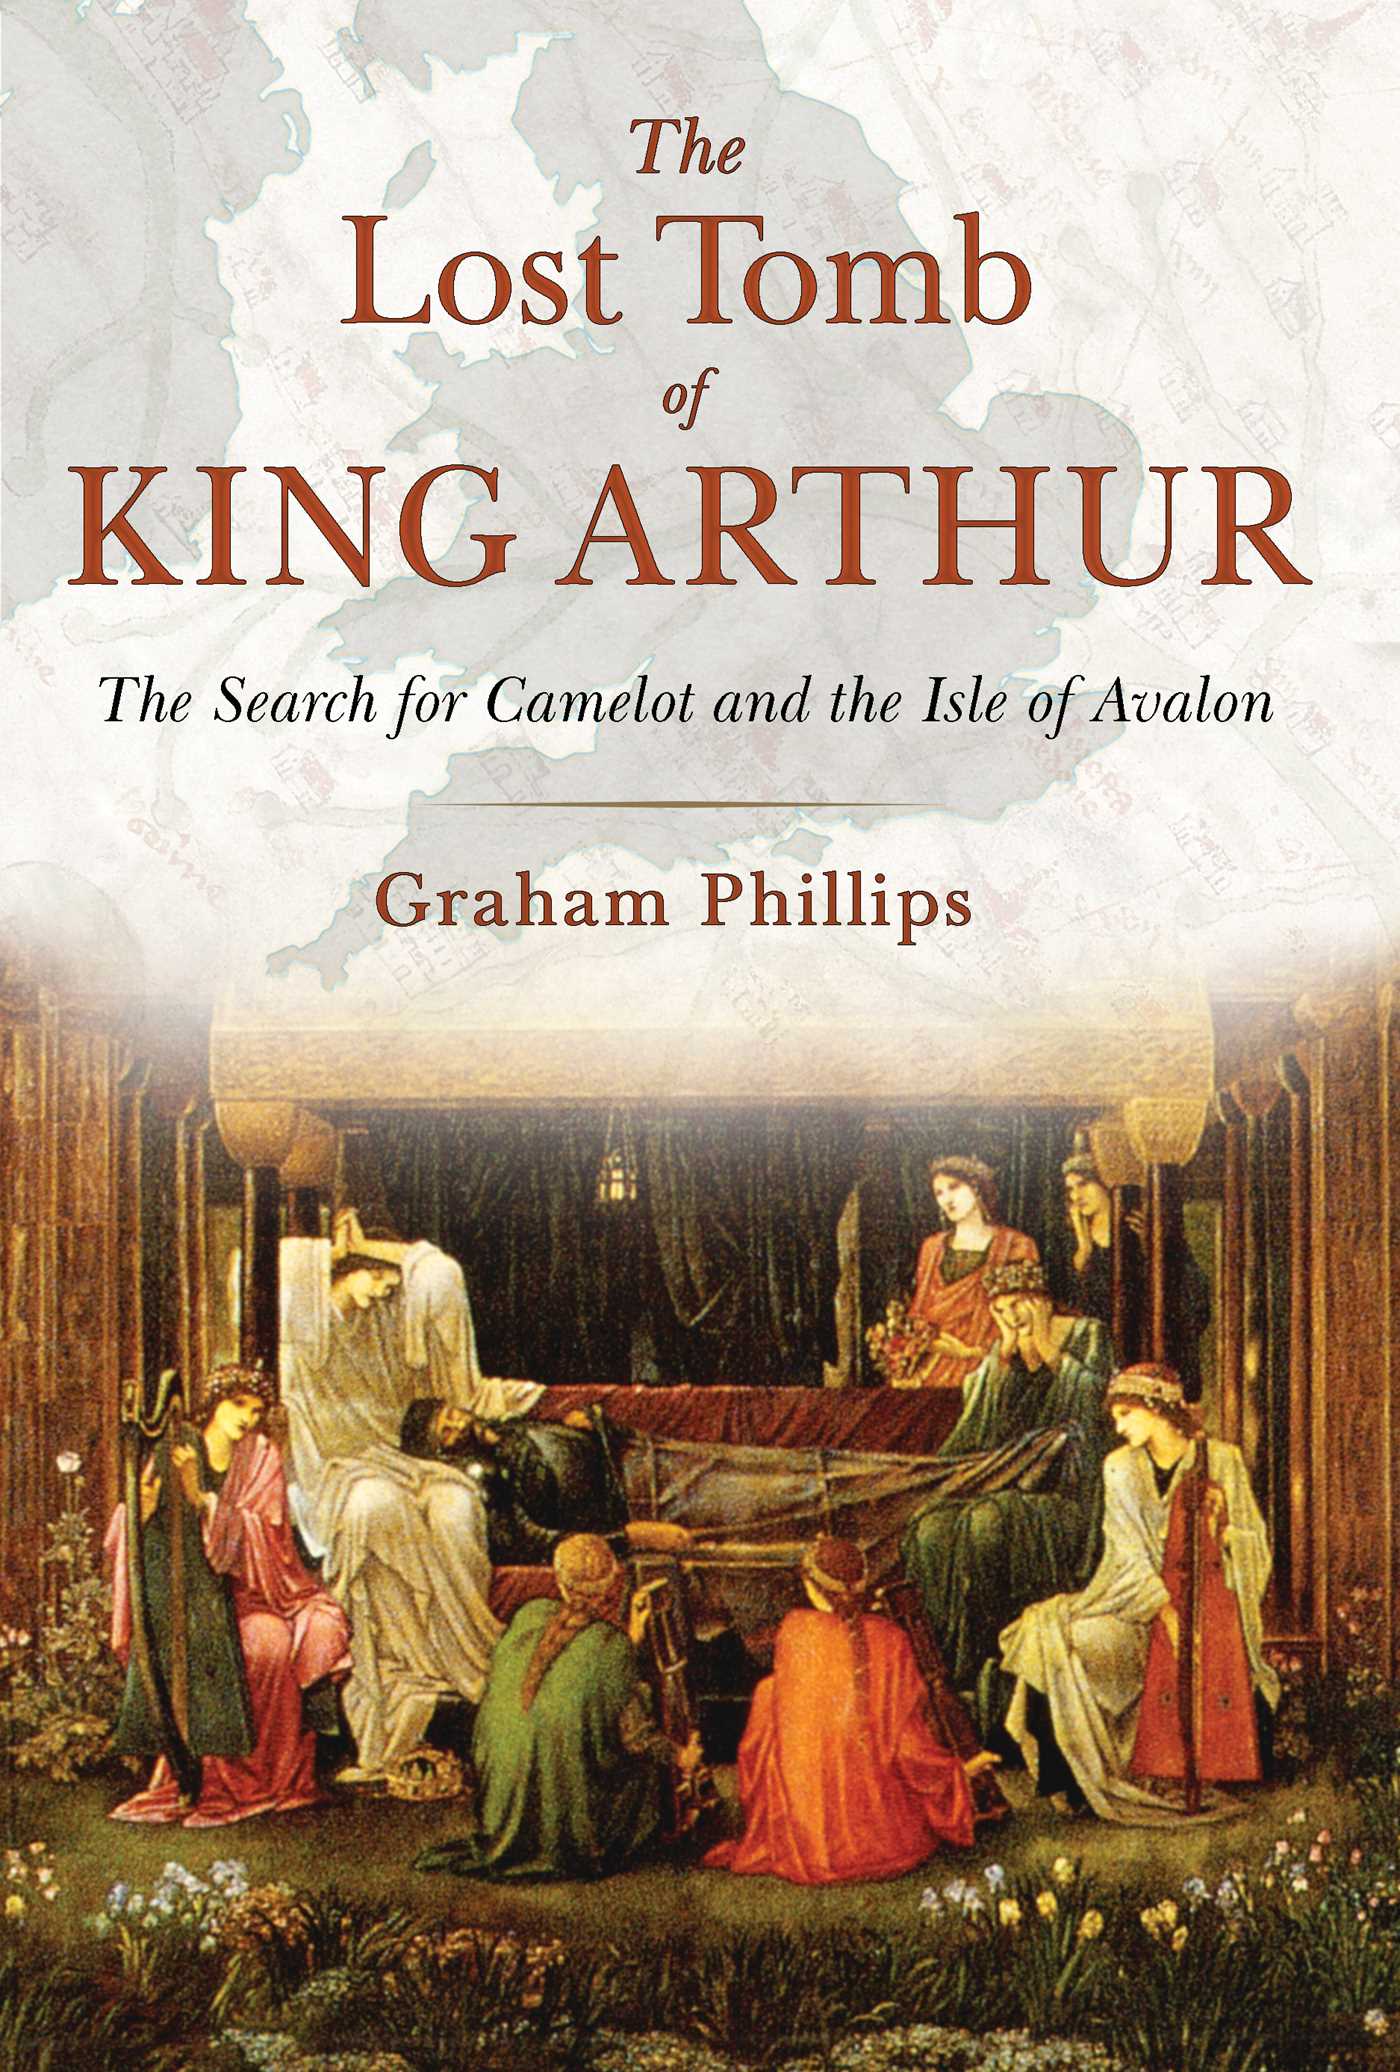 The
Lost Tomb
of
KING ARTHUR
The Search for Camelot and the Isle of Avalon
Graham Phillips